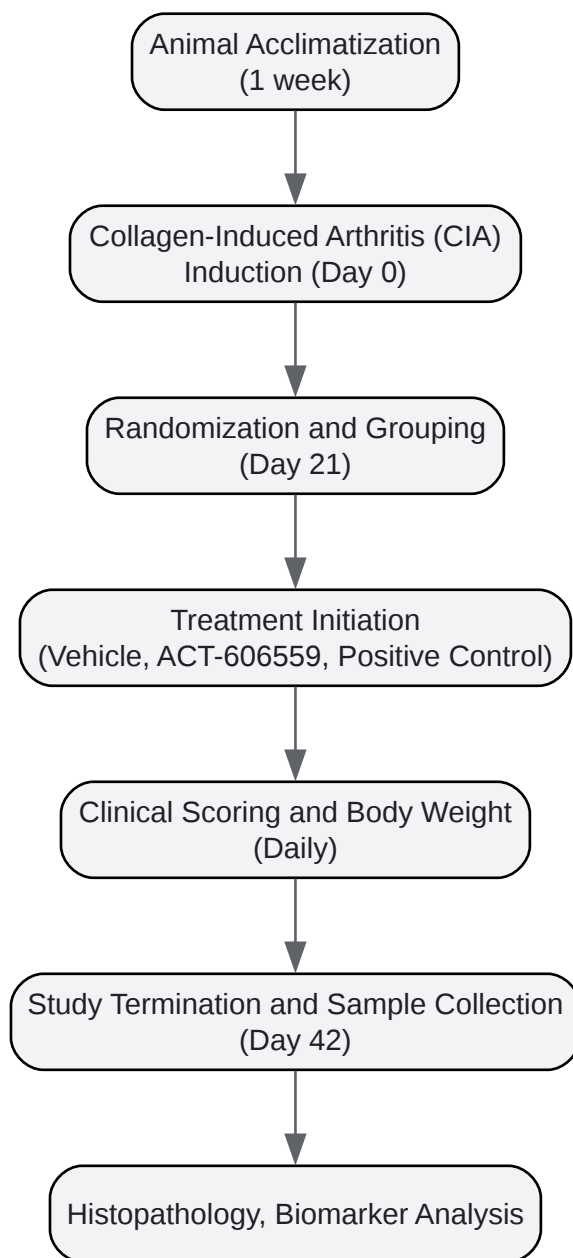 Animal Acclimatization
(1 week)
Collagen-Induced Arthritis (CIA)
Induction (Day 0)
Randomization and Grouping
(Day 21)
Treatment Initiation
(Vehicle, ACT-606559, Positive Control)
Clinical Scoring and Body Weight
(Daily)
Study Termination and Sample Collection
(Day 42)
Histopathology, Biomarker Analysis